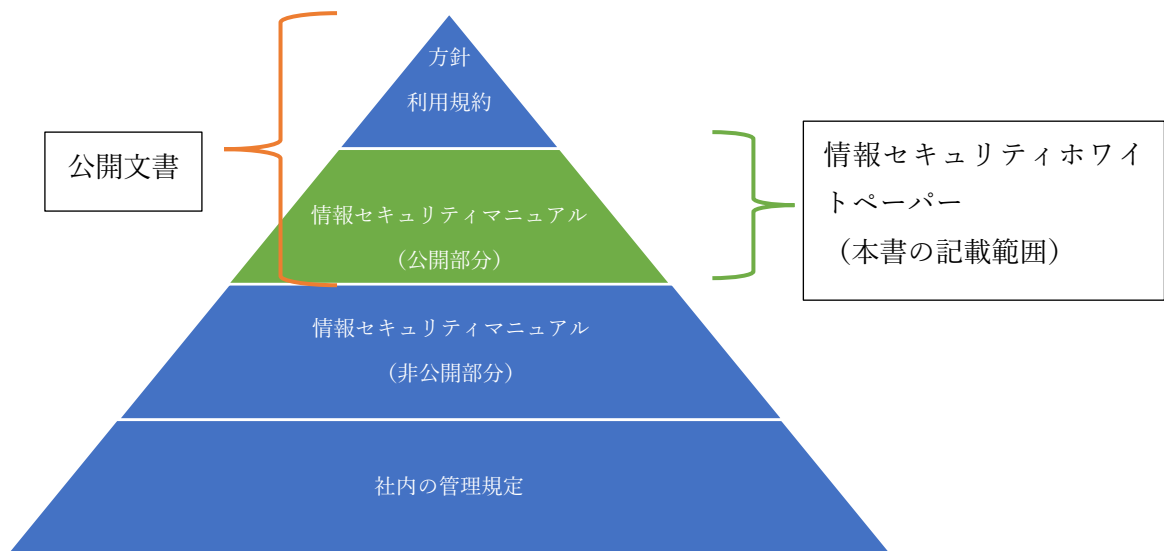 方針
利用規約
公開文書
情報セキュリティホワイ
トペーパー
（本書の記載範囲）
情報セキュリティマニュアル
（公開部分）
情報セキュリティマニュアル
（非公開部分）
社内の管理規定